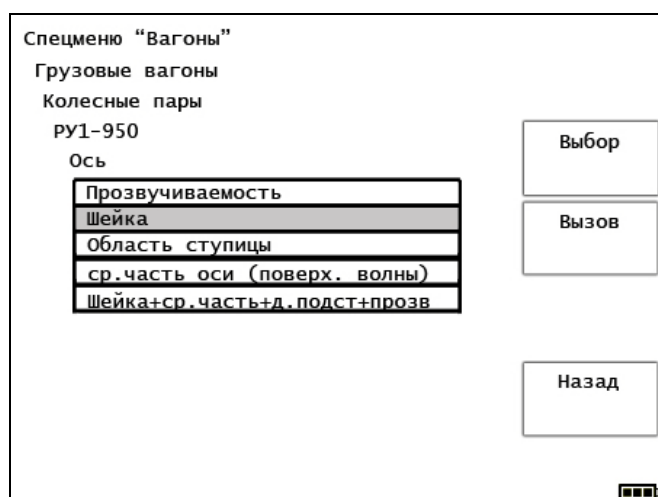 Спецменю “Вагоны”
Грузовые вагоны
Колесные пары
РУ1-950
Ось
Прозвучиваемость
Шейка
Область ступицы
ср.часть оси (поверх. волны)
Шейка+ср.часть+д.подст+прозв
Выбор
Вызов
Назад